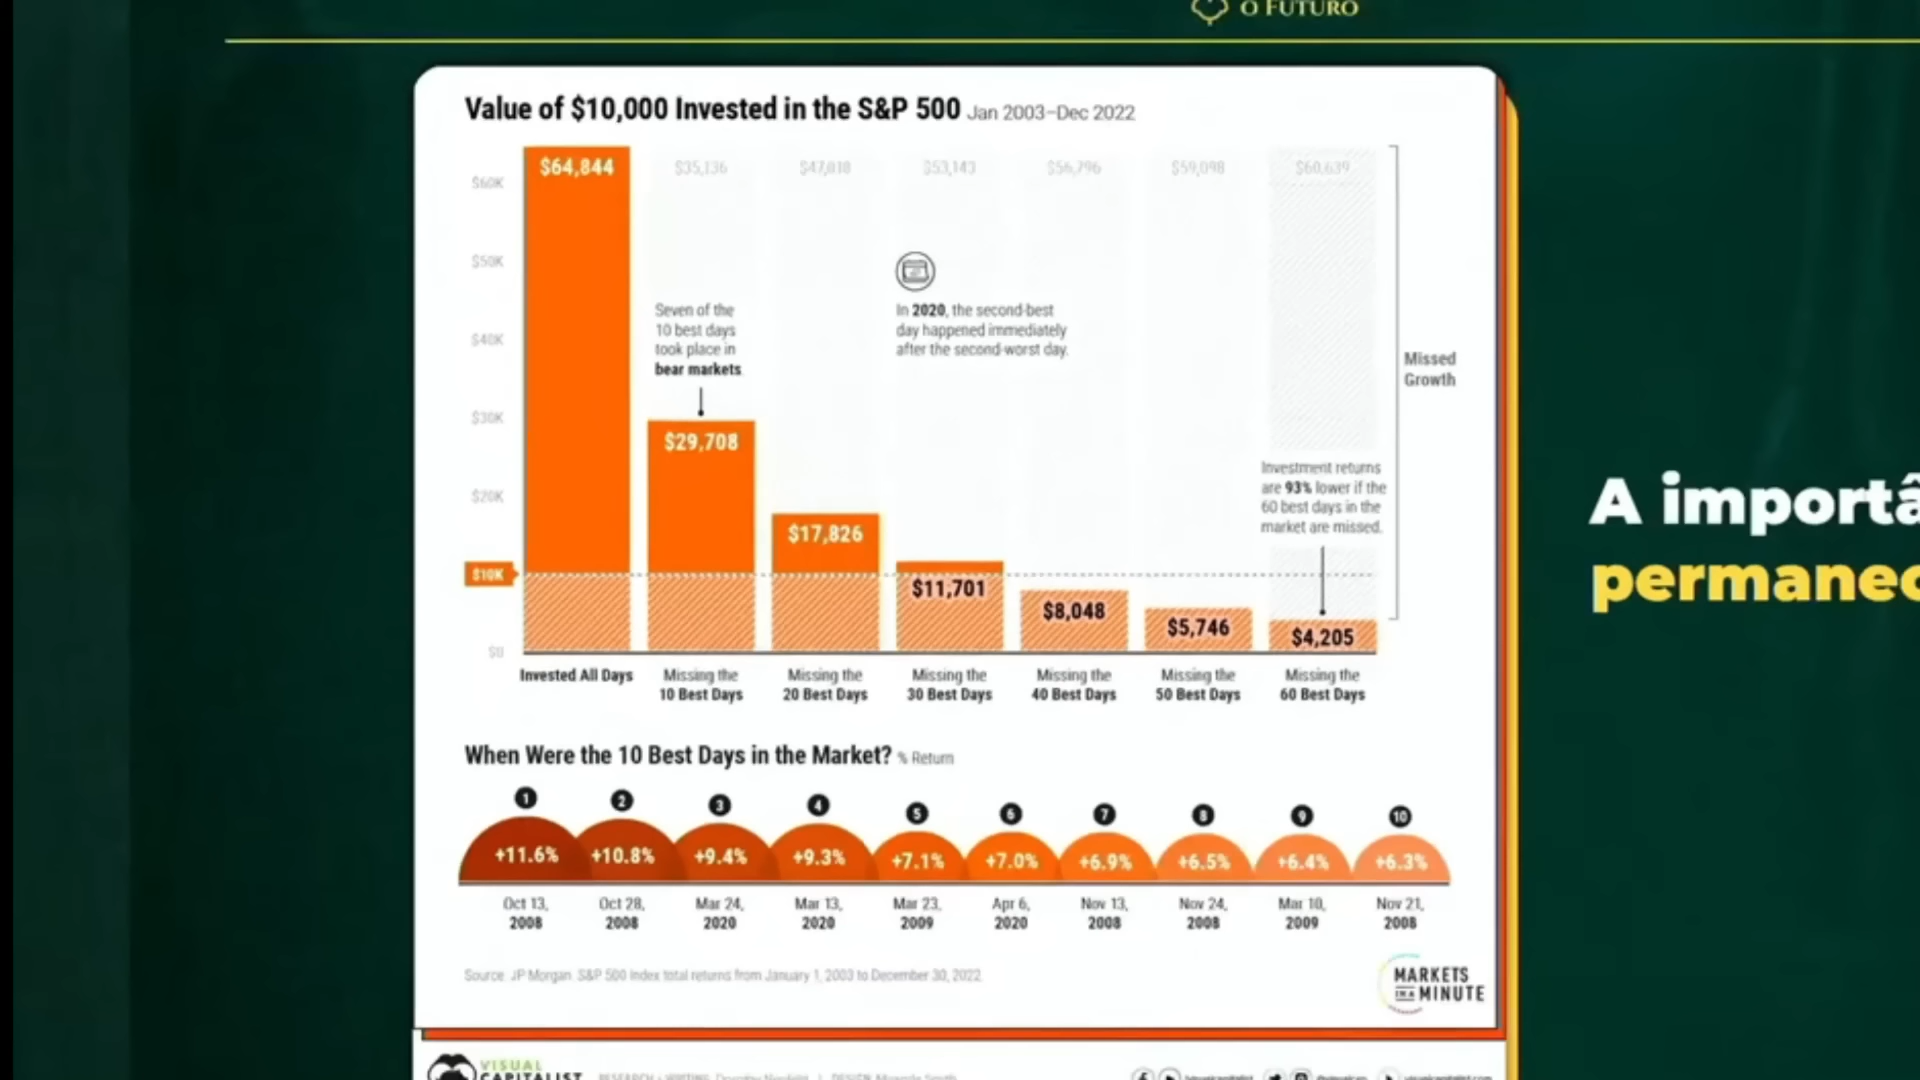 O FUTURO
Value of $10,000 Invested in the S&P 500 Jan 2003–Dec 2022
$64,844
$35,136
$47,018
$53,143
$56,796
$59,098
$60,639
$60K
$50K
$40K
$30K
$20K
$10K
$0
Seven of the
10 best days
took place in
bear markets
In 2020, the second-best
day happened immediately
after the second-worst day.
Missed
Growth
Investment returns
are 93% lower if the
60 best days in the
market are missed.
$29,708
$17,826
$11,701
$8,048
$5,746
$4,205
Invested All Days
Missing the
10 Best Days
Missing the
20 Best Days
Missing the
30 Best Days
Missing the
40 Best Days
Missing the
50 Best Days
Missing the
60 Best Days
A importâ
permanec
When Were the 10 Best Days in the Market? % Return
1 2 3 4 5 6 7 8 9 10
+11.6% +10.8% +9.4% +9.3% +7.1% +7.0% +6.9% +6.5% +6.4% +6.3%
Oct 13, Oct 28, Mar 24, Mar 13, Mar 23, Apr 6, Nov 13, Nov 24, Mar 10, Nov 21,
2008 2008 2020 2020 2009 2020 2008 2008 2009 2008
Source: JP Morgan. S&P 500 Index total returns from January 1, 2003 to December 30, 2022
MARKETS
IN A MINUTE
VISUAL
CAPITALIST